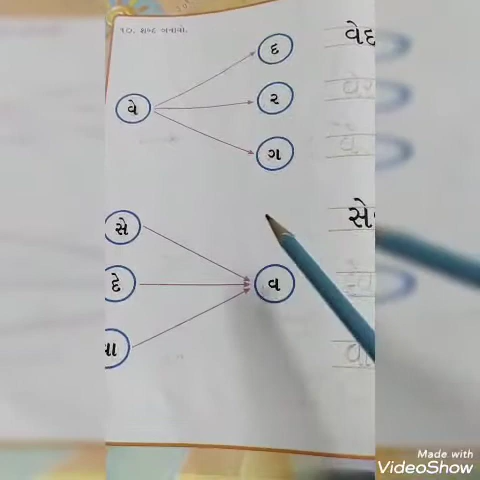 ૧૦. શબ્દ બનાવો.
દ
વેદ
વે
ર
ગ
સે
સે
દે
વ
Made with
VideoShow